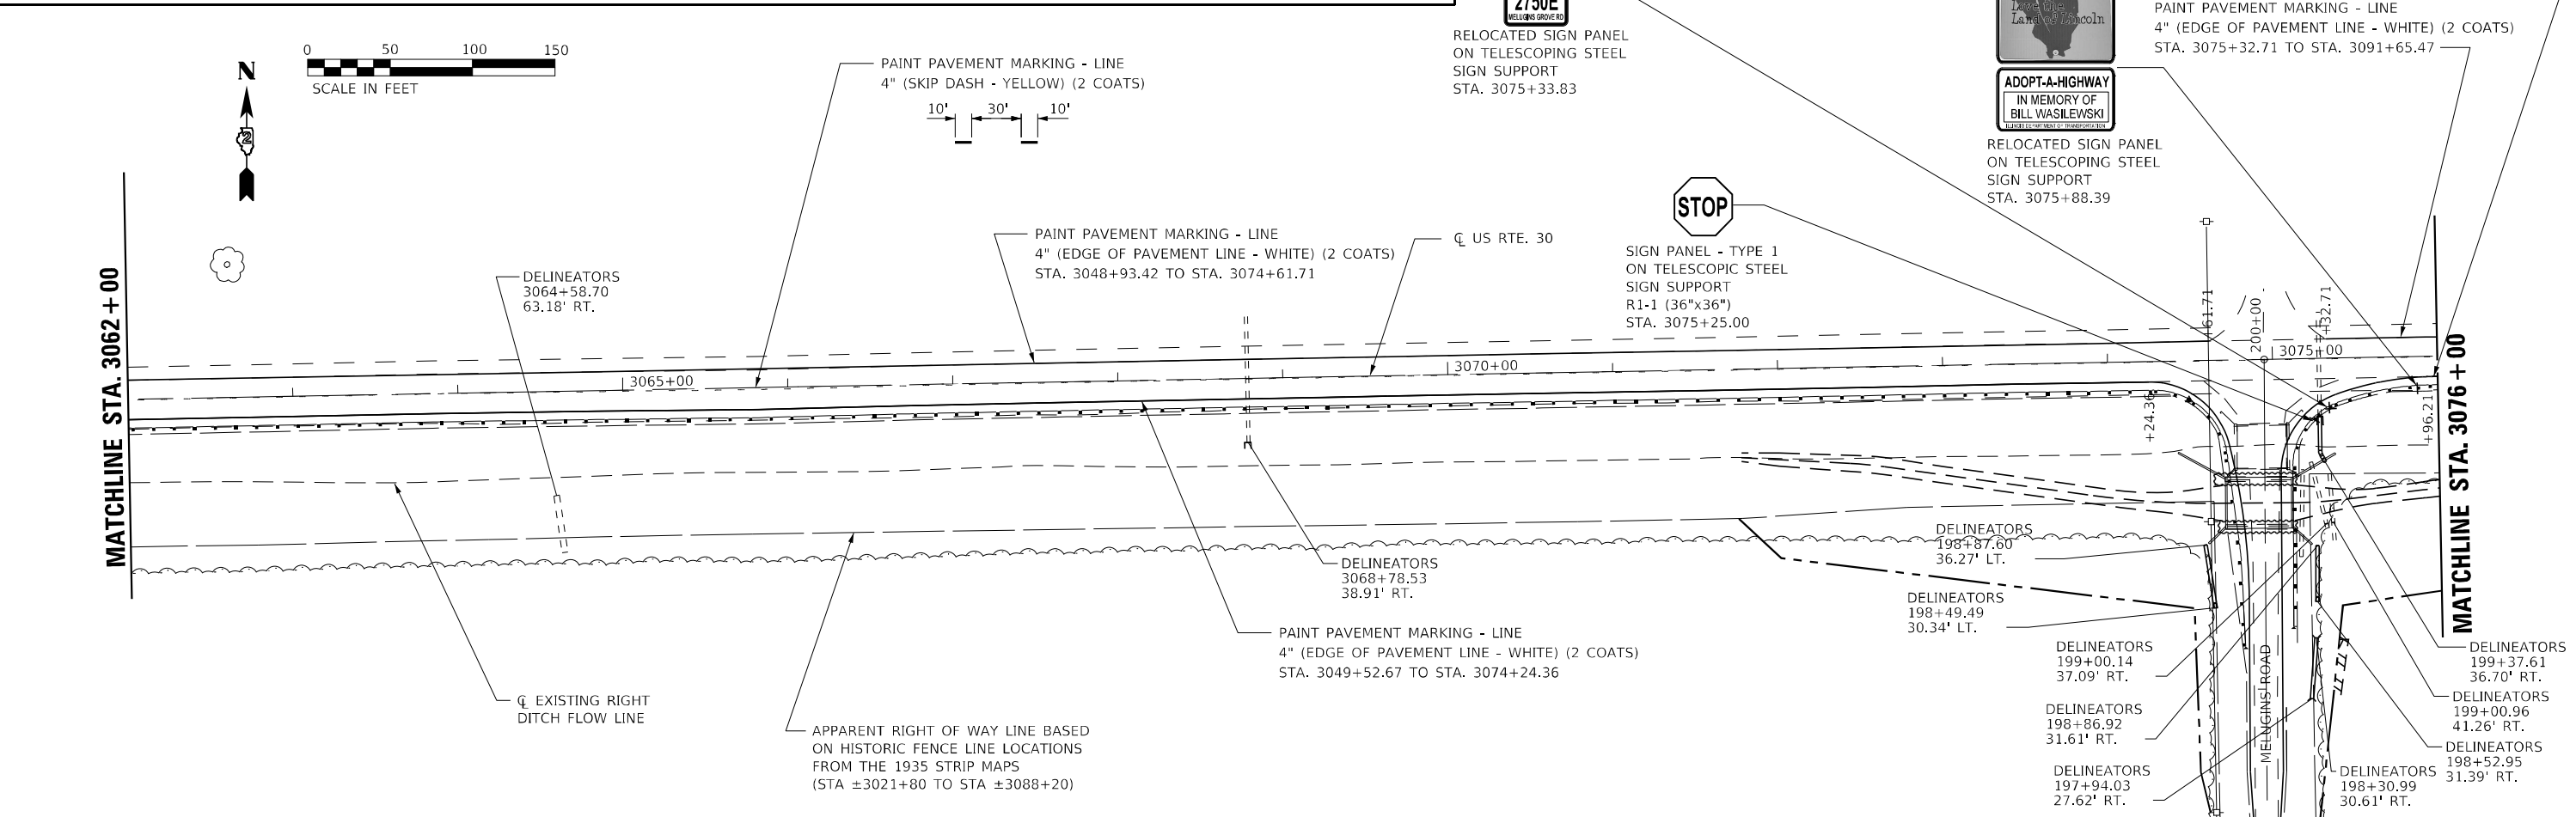 2750E
MELUGINS GROVE RD
RELOCATED SIGN PANEL
ON TELESCOPING STEEL
SIGN SUPPORT
STA. 3075+33.83
Land of Lincoln
ADOPT-A-HIGHWAY
IN MEMORY OF
BILL WASILEWSKI
ILLINOIS DEPARTMENT OF TRANSPORTATION
RELOCATED SIGN PANEL
ON TELESCOPING STEEL
SIGN SUPPORT
STA. 3075+88.39
PAINT PAVEMENT MARKING - LINE
4" (EDGE OF PAVEMENT LINE - WHITE) (2 COATS)
STA. 3075+32.71 TO STA. 3091+65.47
0 50 100 150
SCALE IN FEET
N
2
PAINT PAVEMENT MARKING - LINE
4" (SKIP DASH - YELLOW) (2 COATS)
10' 30' 10'
PAINT PAVEMENT MARKING - LINE
4" (EDGE OF PAVEMENT LINE - WHITE) (2 COATS)
STA. 3048+93.42 TO STA. 3074+61.71
℄ US RTE. 30
STOP
SIGN PANEL - TYPE 1
ON TELESCOPIC STEEL
SIGN SUPPORT
R1-1 (36"x36")
STA. 3075+25.00
DELINEATORS
3064+58.70
63.18' RT.
MATCHLINE STA. 3062+00
3065+00
3070+00
3075+00
+61.71
200+00
+32.71
+24.36
+96.21
MATCHLINE STA. 3076+00
DELINEATORS
3068+78.53
38.91' RT.
PAINT PAVEMENT MARKING - LINE
4" (EDGE OF PAVEMENT LINE - WHITE) (2 COATS)
STA. 3049+52.67 TO STA. 3074+24.36
℄ EXISTING RIGHT
DITCH FLOW LINE
APPARENT RIGHT OF WAY LINE BASED
ON HISTORIC FENCE LINE LOCATIONS
FROM THE 1935 STRIP MAPS
(STA ±3021+80 TO STA ±3088+20)
DELINEATORS
198+87.60
36.27' LT.
DELINEATORS
198+49.49
30.34' LT.
DELINEATORS
199+00.14
37.09' RT.
DELINEATORS
198+86.92
31.61' RT.
DELINEATORS
197+94.03
27.62' RT.
MELUGINS ROAD
DELINEATORS
199+37.61
36.70' RT.
DELINEATORS
199+00.96
41.26' RT.
DELINEATORS
198+52.95
31.39' RT.
DELINEATORS
198+30.99
30.61' RT.